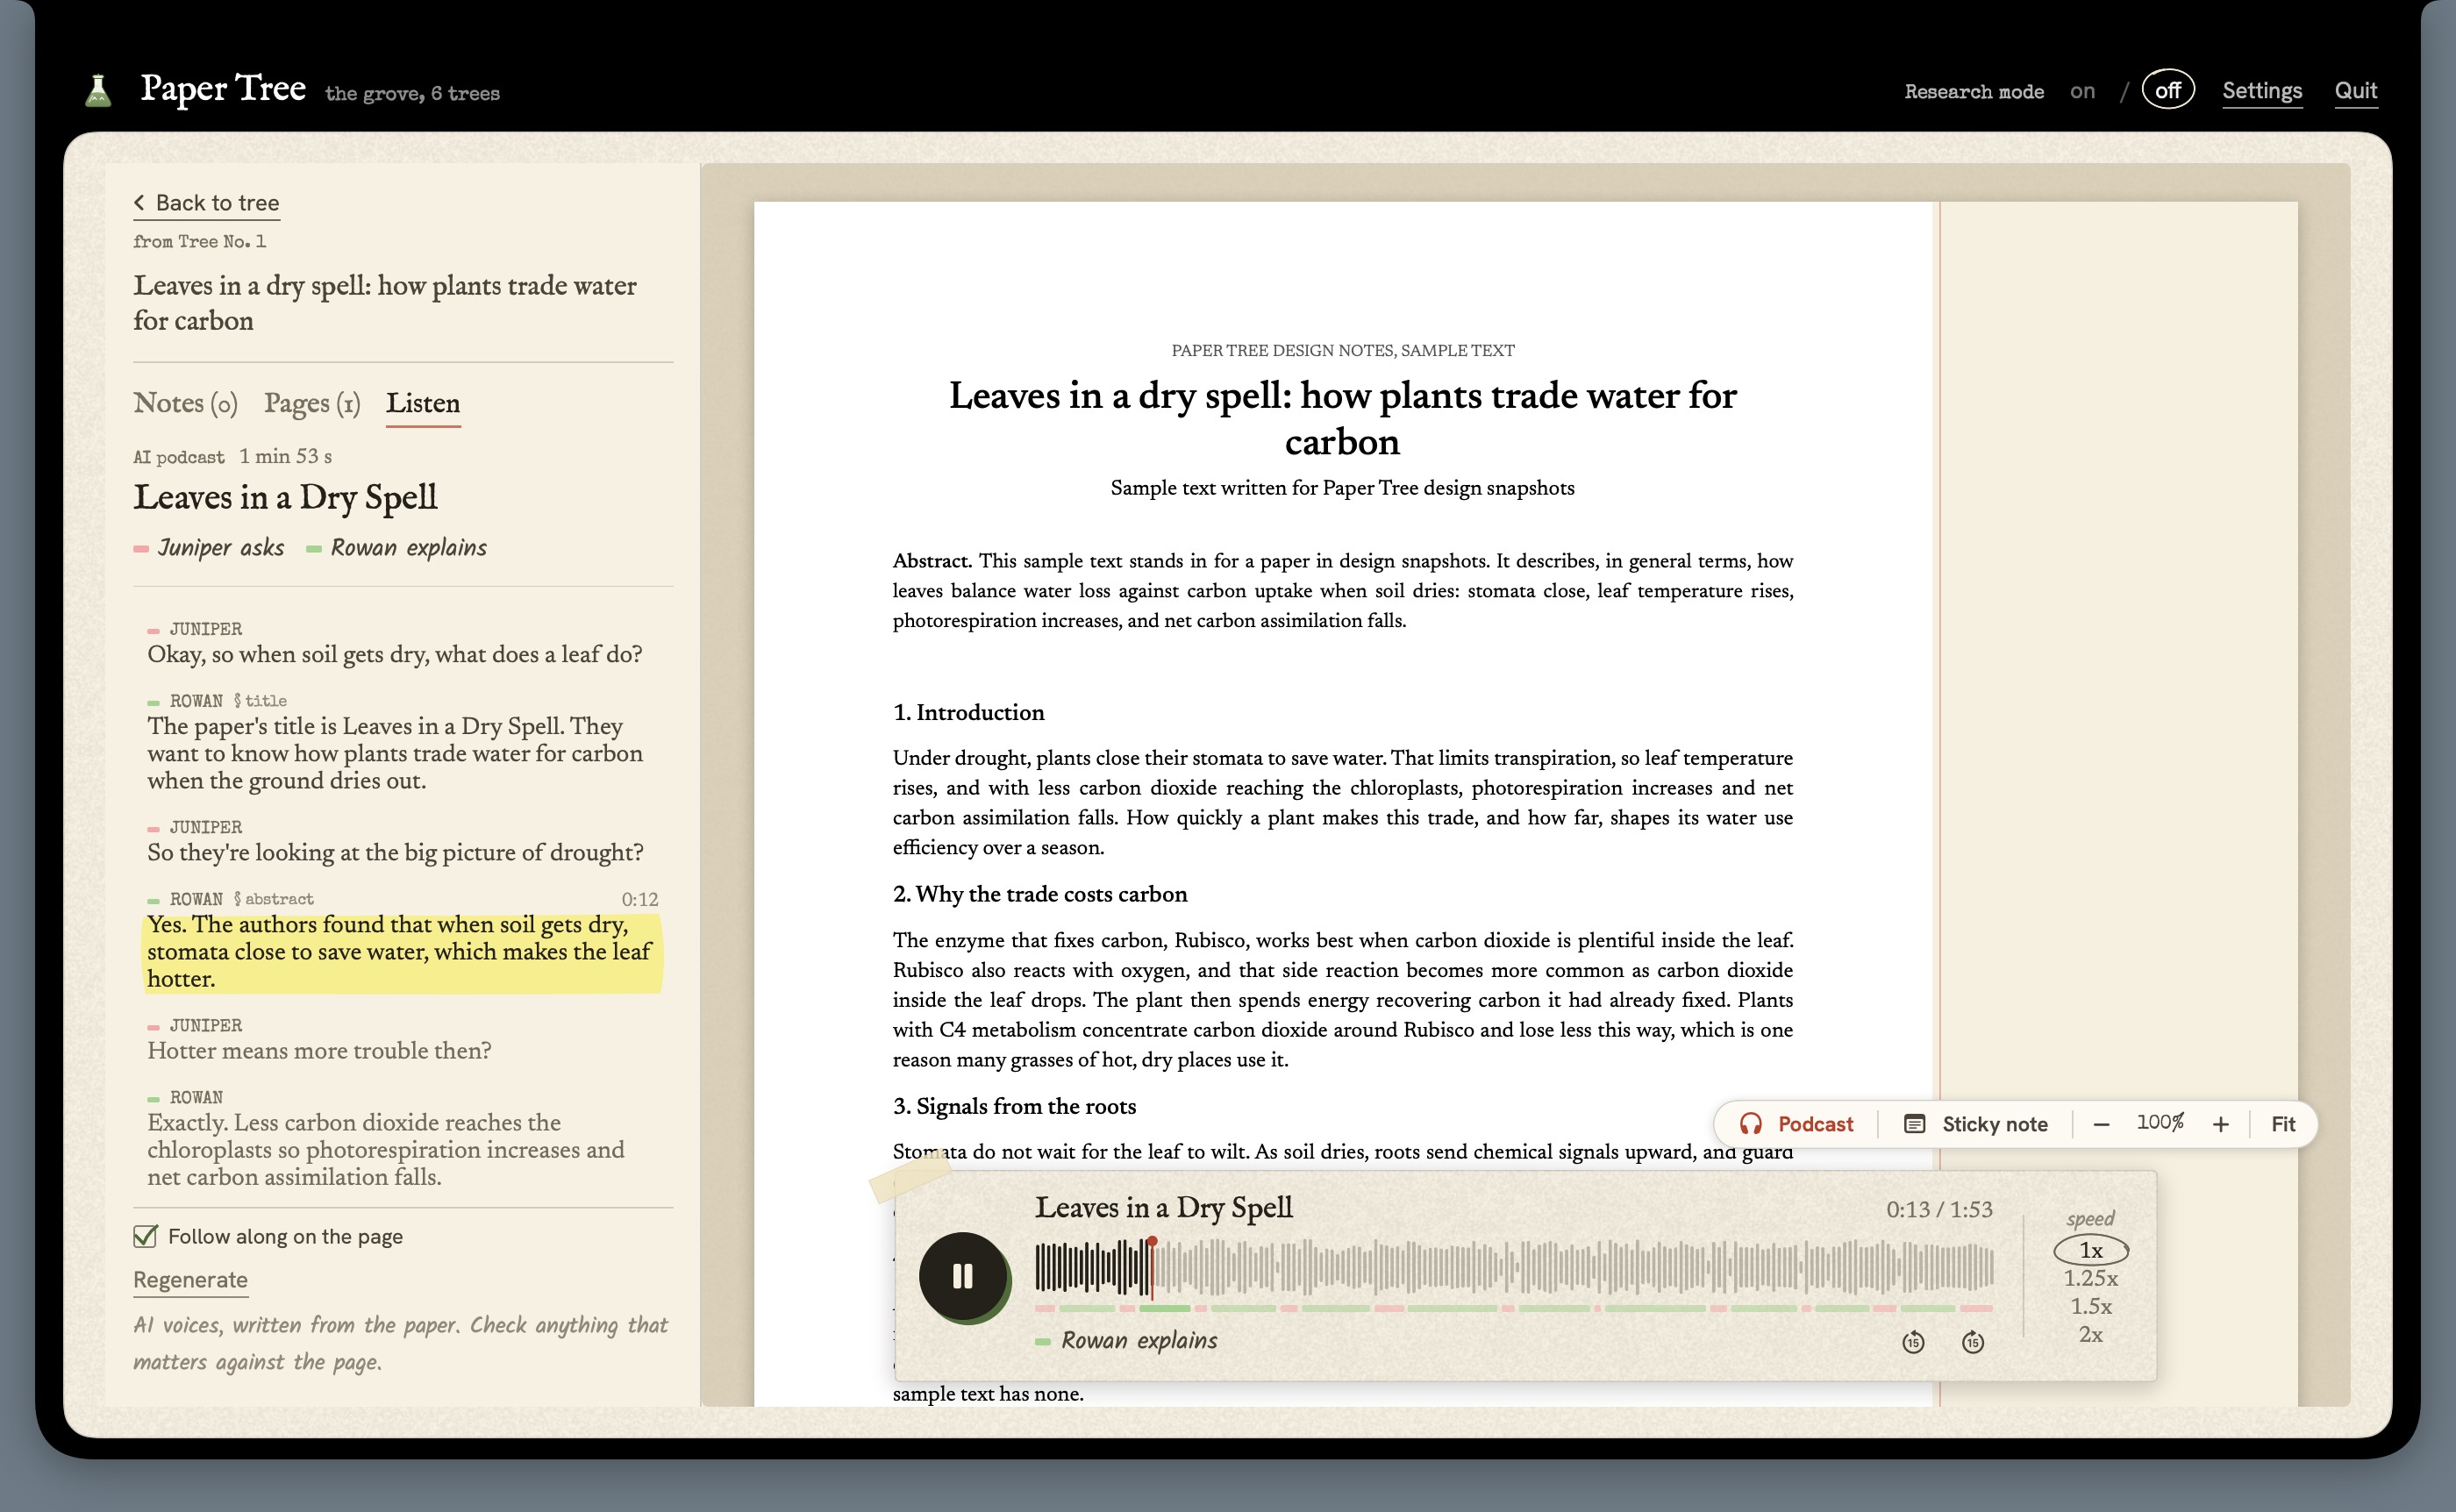 Paper Tree the grove, 6 trees
Research mode on / off Settings Quit
Back to tree
from Tree No. 1
Leaves in a dry spell: how plants trade water
for carbon
Notes (0) Pages (1) Listen
AI podcast 1 min 53 s
Leaves in a Dry Spell
Juniper asks Rowan explains
JUNIPER
Okay, so when soil gets dry, what does a leaf do?
ROWAN § title
The paper's title is Leaves in a Dry Spell. They
want to know how plants trade water for carbon
when the ground dries out.
JUNIPER
So they're looking at the big picture of drought?
ROWAN § abstract 0:12
Yes. The authors found that when soil gets dry,
stomata close to save water, which makes the leaf
hotter.
JUNIPER
Hotter means more trouble then?
ROWAN
Exactly. Less carbon dioxide reaches the
chloroplasts so photorespiration increases and
net carbon assimilation falls.
Follow along on the page
Regenerate
AI voices, written from the paper. Check anything that
matters against the page.
PAPER TREE DESIGN NOTES, SAMPLE TEXT
Leaves in a dry spell: how plants trade water for
carbon
Sample text written for Paper Tree design snapshots
Abstract. This sample text stands in for a paper in design snapshots. It describes, in general terms, how
leaves balance water loss against carbon uptake when soil dries: stomata close, leaf temperature rises,
photorespiration increases, and net carbon assimilation falls.
1. Introduction
Under drought, plants close their stomata to save water. That limits transpiration, so leaf temperature
rises, and with less carbon dioxide reaching the chloroplasts, photorespiration increases and net
carbon assimilation falls. How quickly a plant makes this trade, and how far, shapes its water use
efficiency over a season.
2. Why the trade costs carbon
The enzyme that fixes carbon, Rubisco, works best when carbon dioxide is plentiful inside the leaf.
Rubisco also reacts with oxygen, and that side reaction becomes more common as carbon dioxide
inside the leaf drops. The plant then spends energy recovering carbon it had already fixed. Plants
with C4 metabolism concentrate carbon dioxide around Rubisco and lose less this way, which is one
reason many grasses of hot, dry places use it.
3. Signals from the roots
Stomata do not wait for the leaf to wilt. As soil dries, roots send chemical signals upward, and guard
sample text has none.
Podcast Sticky note − 100% + Fit
Leaves in a Dry Spell 0:13 / 1:53
Rowan explains
15 15
speed
1x
1.25x
1.5x
2x